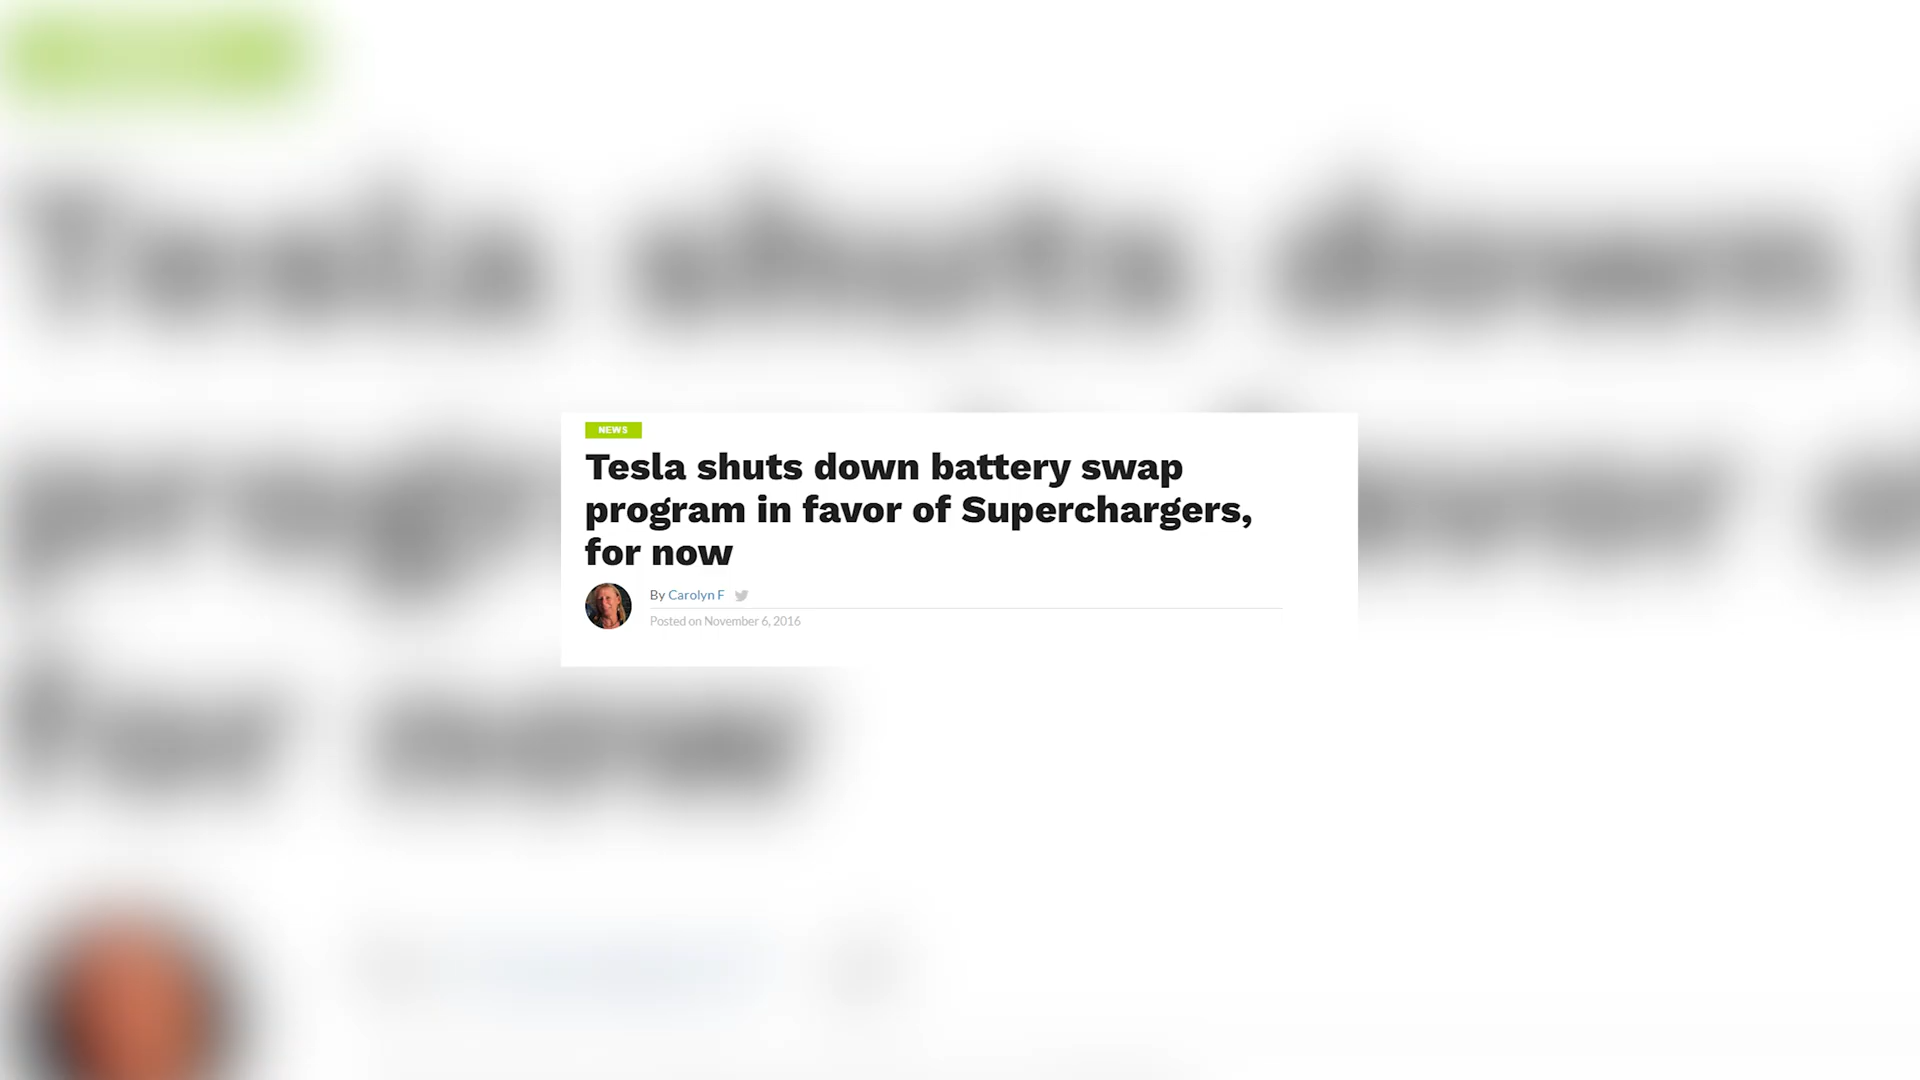 NEWS
Tesla shuts down battery swap
program in favor of Superchargers,
for now
By Carolyn F
Posted on November 6, 2016